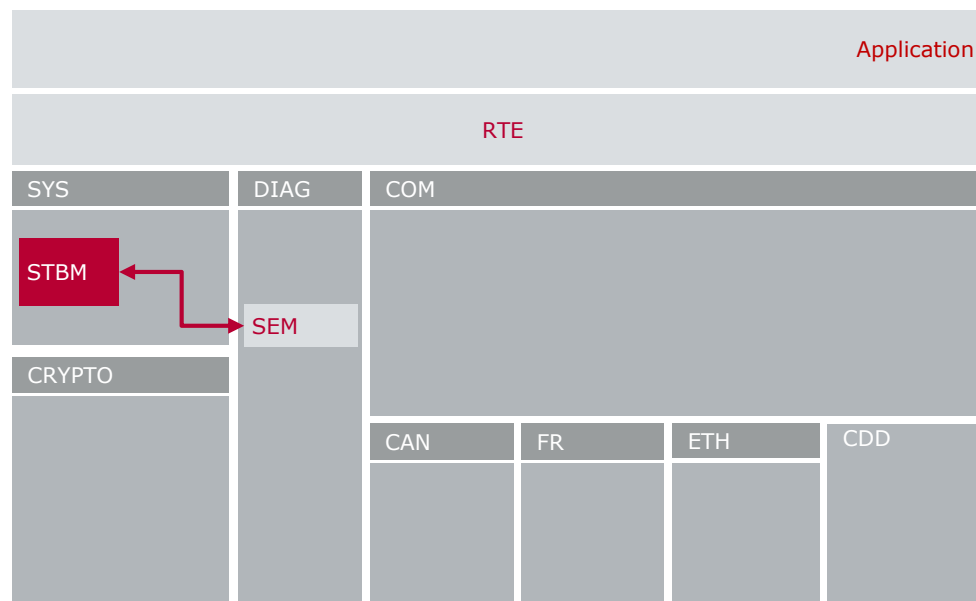 Application
RTE
SYS
DIAG
COM
STBM
SEM
CRYPTO
CAN
FR
ETH
CDD